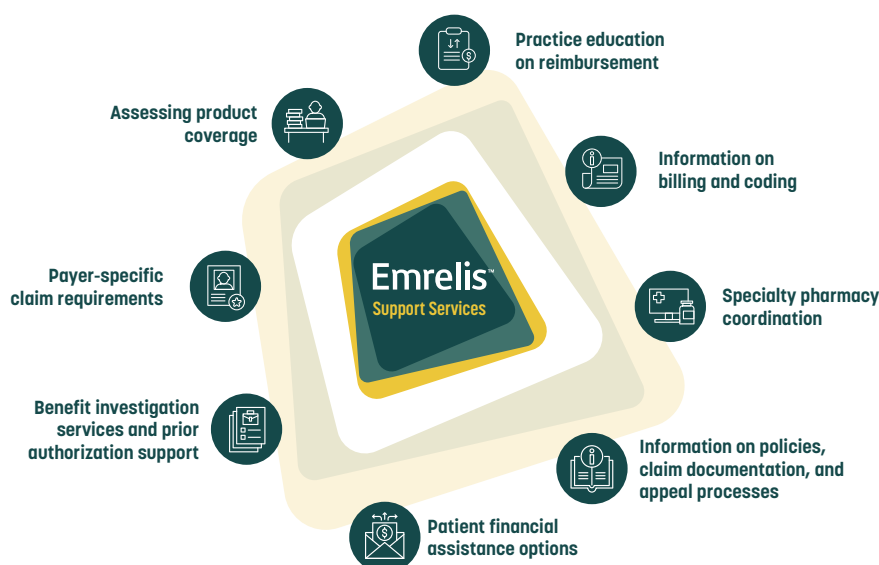 Practice education
on reimbursement
Assessing product
coverage
Information on
billing and coding
Payer-specific
claim requirements
Emrelis™
Support Services
Specialty pharmacy
coordination
Benefit investigation
services and prior
authorization support
Information on policies,
claim documentation, and
appeal processes
Patient financial
assistance options